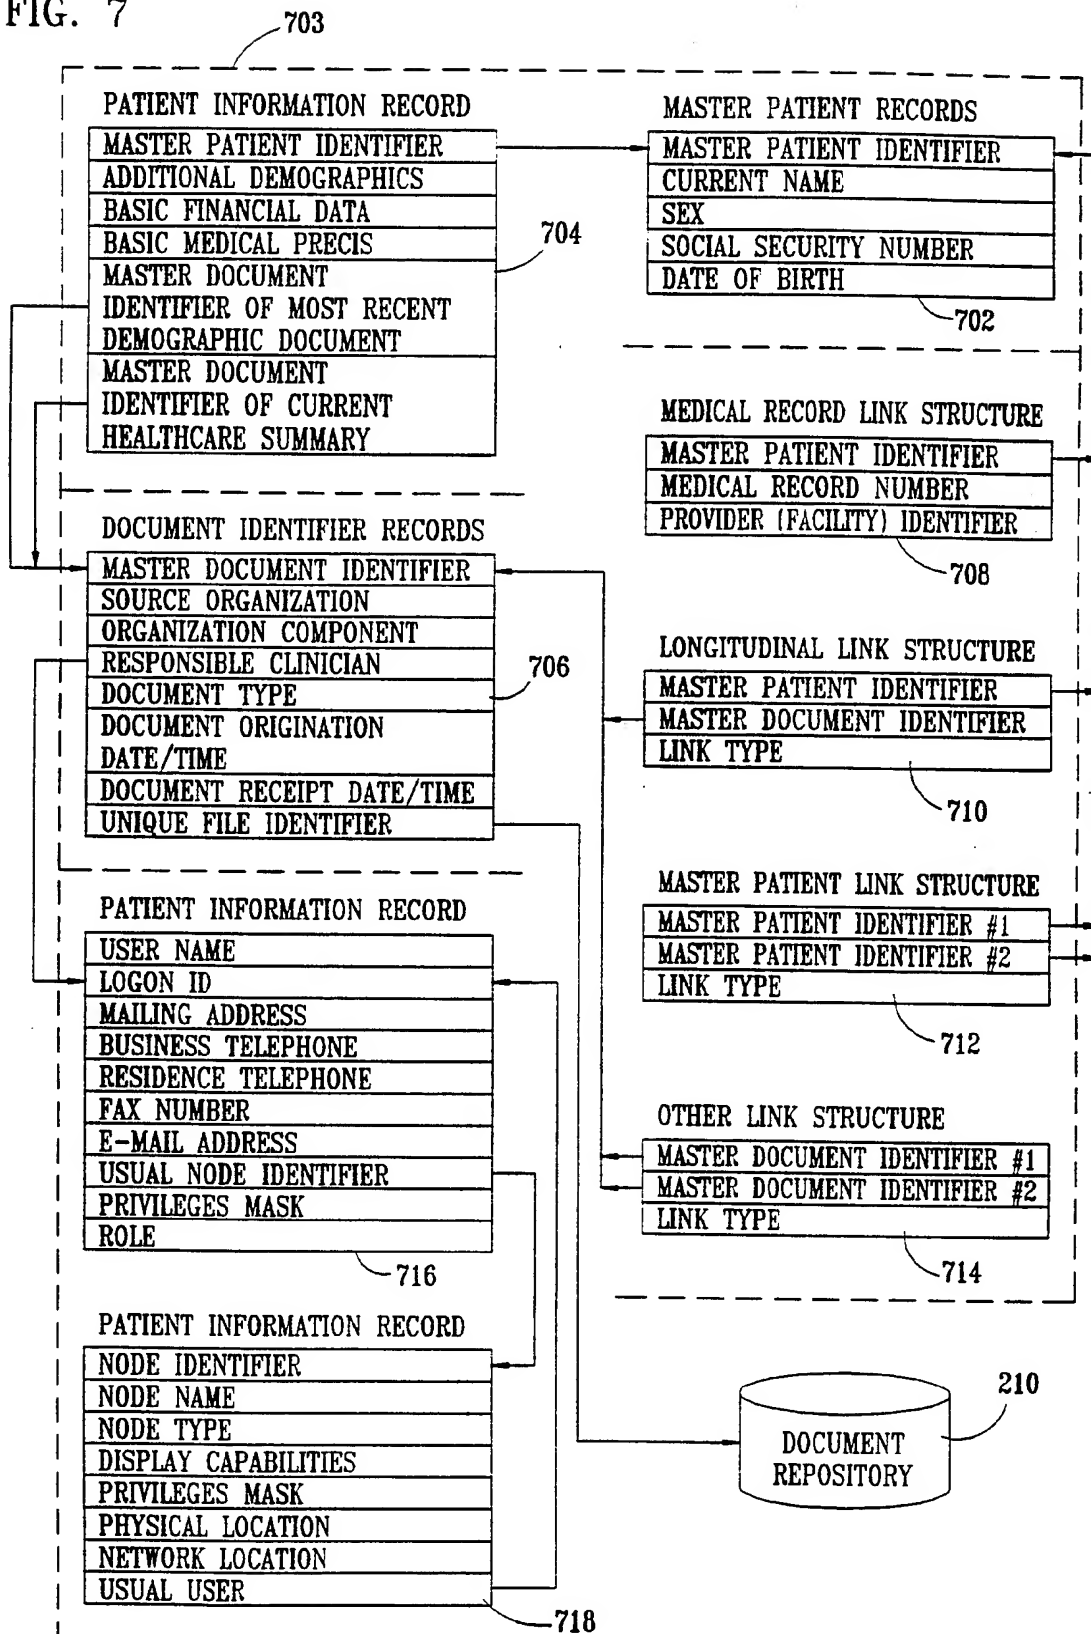 FIG. 7
703
PATIENT INFORMATION RECORD
MASTER PATIENT IDENTIFIER
ADDITIONAL DEMOGRAPHICS
BASIC FINANCIAL DATA
BASIC MEDICAL PRECIS
MASTER DOCUMENT
IDENTIFIER OF MOST RECENT
DEMOGRAPHIC DOCUMENT
MASTER DOCUMENT
IDENTIFIER OF CURRENT
HEALTHCARE SUMMARY
704
MASTER PATIENT RECORDS
MASTER PATIENT IDENTIFIER
CURRENT NAME
SEX
SOCIAL SECURITY NUMBER
DATE OF BIRTH
702
DOCUMENT IDENTIFIER RECORDS
MASTER DOCUMENT IDENTIFIER
SOURCE ORGANIZATION
ORGANIZATION COMPONENT
RESPONSIBLE CLINICIAN
DOCUMENT TYPE
DOCUMENT ORIGINATION
DATE/TIME
DOCUMENT RECEIPT DATE/TIME
UNIQUE FILE IDENTIFIER
706
MEDICAL RECORD LINK STRUCTURE
MASTER PATIENT IDENTIFIER
MEDICAL RECORD NUMBER
PROVIDER (FACILITY) IDENTIFIER
708
LONGITUDINAL LINK STRUCTURE
MASTER PATIENT IDENTIFIER
MASTER DOCUMENT IDENTIFIER
LINK TYPE
710
PATIENT INFORMATION RECORD
USER NAME
LOGON ID
MAILING ADDRESS
BUSINESS TELEPHONE
RESIDENCE TELEPHONE
FAX NUMBER
E-MAIL ADDRESS
USUAL NODE IDENTIFIER
PRIVILEGES MASK
ROLE
716
MASTER PATIENT LINK STRUCTURE
MASTER PATIENT IDENTIFIER #1
MASTER PATIENT IDENTIFIER #2
LINK TYPE
712
OTHER LINK STRUCTURE
MASTER DOCUMENT IDENTIFIER #1
MASTER DOCUMENT IDENTIFIER #2
LINK TYPE
714
PATIENT INFORMATION RECORD
NODE IDENTIFIER
NODE NAME
NODE TYPE
DISPLAY CAPABILITIES
PRIVILEGES MASK
PHYSICAL LOCATION
NETWORK LOCATION
USUAL USER
718
210
DOCUMENT
REPOSITORY